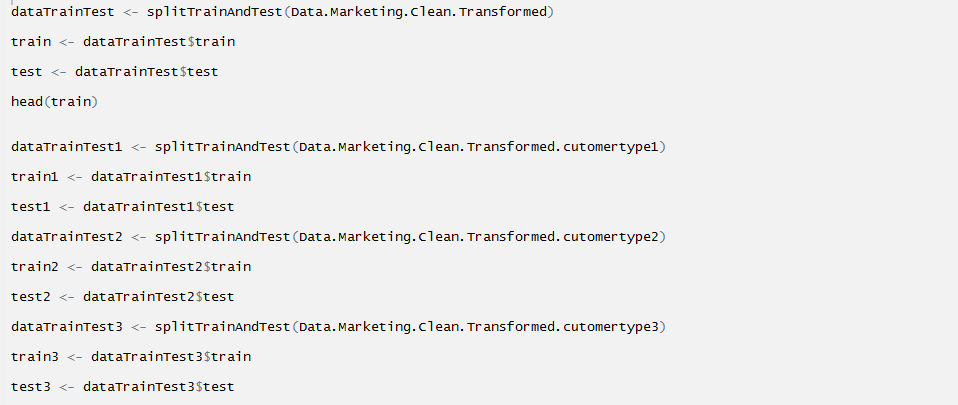 dataTrainTest <- splitTrainAndTest(Data.Marketing.Clean.Transformed)
train <- dataTrainTest$train
test <- dataTrainTest$test
head(train)
dataTrainTest1 <- splitTrainAndTest(Data.Marketing.Clean.Transformed.cutomertype1)
train1 <- dataTrainTest1$train
test1 <- dataTrainTest1$test
dataTrainTest2 <- splitTrainAndTest(Data.Marketing.Clean.Transformed.cutomertype2)
train2 <- dataTrainTest2$train
test2 <- dataTrainTest2$test
dataTrainTest3 <- splitTrainAndTest(Data.Marketing.Clean.Transformed.cutomertype3)
train3 <- dataTrainTest3$train
test3 <- dataTrainTest3$test